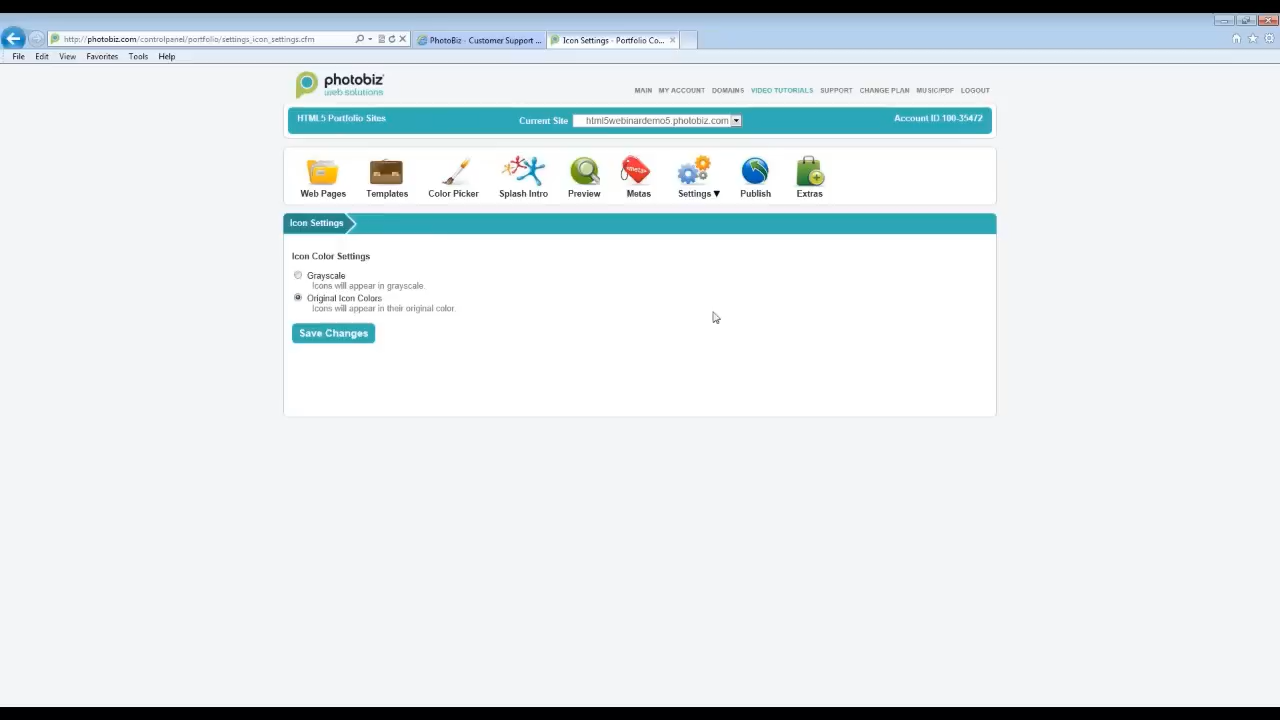 http://photobiz.com/controlpanel/portfolio/settings_icon_settings.cfm
PhotoBiz - Customer Support ...
Icon Settings - Portfolio Co...
File Edit View Favorites Tools Help
photobiz
web solutions
MAIN MY ACCOUNT DOMAINS VIDEO TUTORIALS SUPPORT CHANGE PLAN MUSIC/PDF LOGOUT
HTML5 Portfolio Sites Current Site html5webinardemo5.photobiz.com Account ID 100-35472
meta
Web Pages Templates Color Picker Splash Intro Preview Metas Settings▼ Publish Extras
Icon Settings
Icon Color Settings
Grayscale
Icons will appear in grayscale.
Original Icon Colors
Icons will appear in their original color.
Save Changes